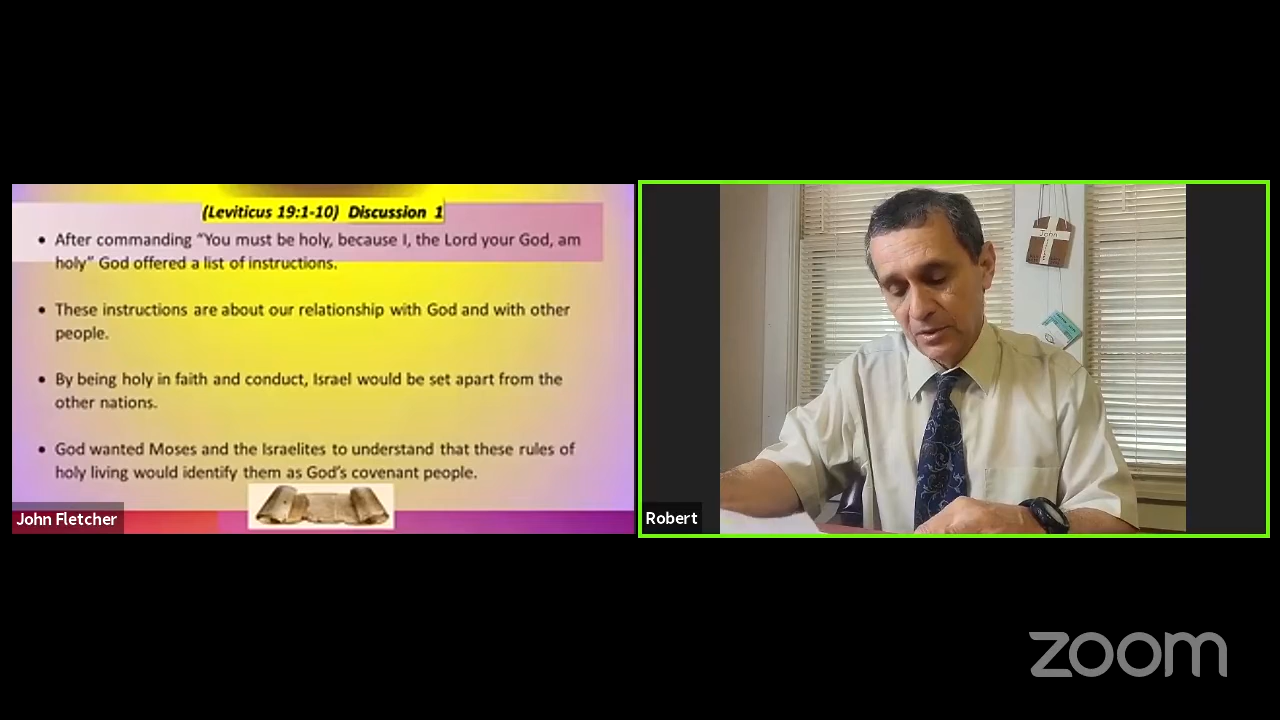 (Leviticus 19:1-10) Discussion 1
• After commanding “You must be holy, because I, the Lord your God, am
holy” God offered a list of instructions.
• These instructions are about our relationship with God and with other
people.
• By being holy in faith and conduct, Israel would be set apart from the
other nations.
• God wanted Moses and the Israelites to understand that these rules of
holy living would identify them as God’s covenant people.
John Fletcher
John
Robert
zoom